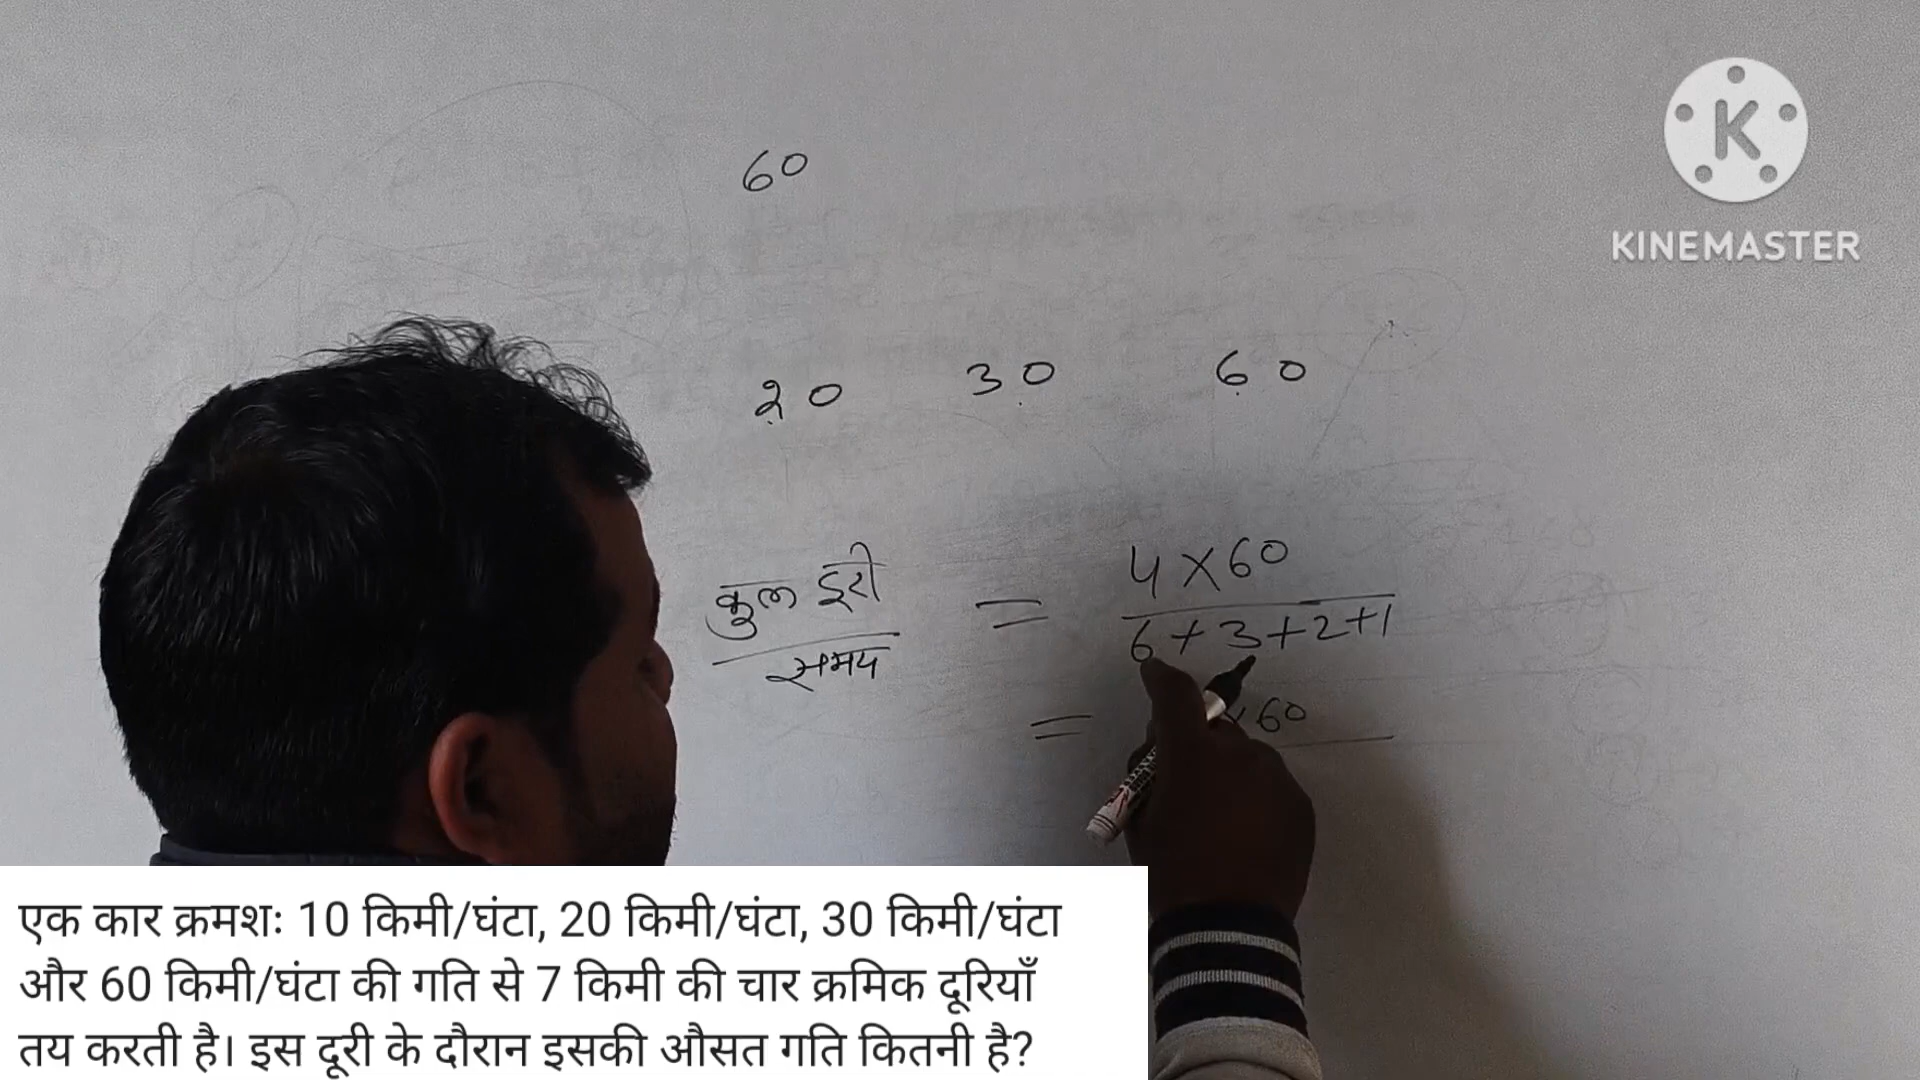 60
KINEMASTER
20 30 60
कुल दूरी = 4×60
समय 6+3+2+1
= ×60
एक कार क्रमशः 10 किमी/घंटा, 20 किमी/घंटा, 30 किमी/घंटा
और 60 किमी/घंटा की गति से 7 किमी की चार क्रमिक दूरियाँ
तय करती है। इस दूरी के दौरान इसकी औसत गति कितनी है?